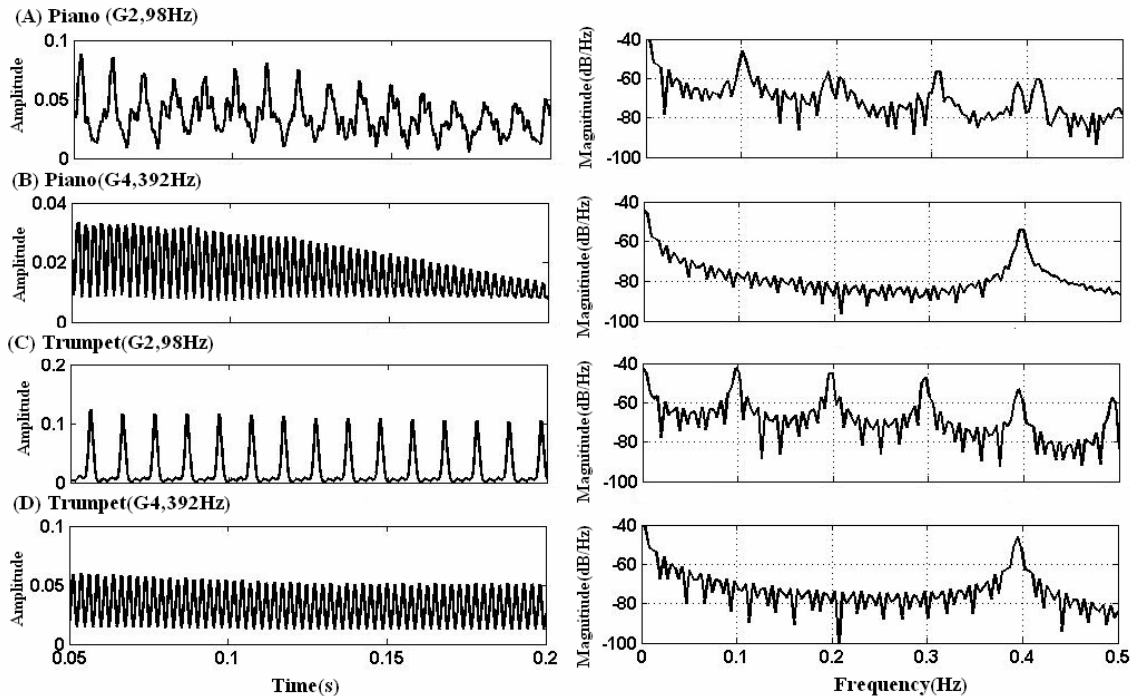 (A) Piano (G2,98Hz)
Amplitude
0.1
0.05
0
Magnitiude(dB/Hz)
-40
-60
-80
-100
(B) Piano(G4,392Hz)
Amplitude
0.04
0.02
0
Magnitiude(dB/Hz)
-40
-60
-80
-100
(C) Trumpet(G2,98Hz)
Amplitude
0.2
0.1
0
Magnitiude(dB/Hz)
-40
-60
-80
-100
(D) Trumpet(G4,392Hz)
Amplitude
0.1
0.05
0
0.05 0.1 0.15 0.2
Time(s)
Magnitiude(dB/Hz)
-40
-60
-80
-100
0 0.1 0.2 0.3 0.4 0.5
Frequency(Hz)